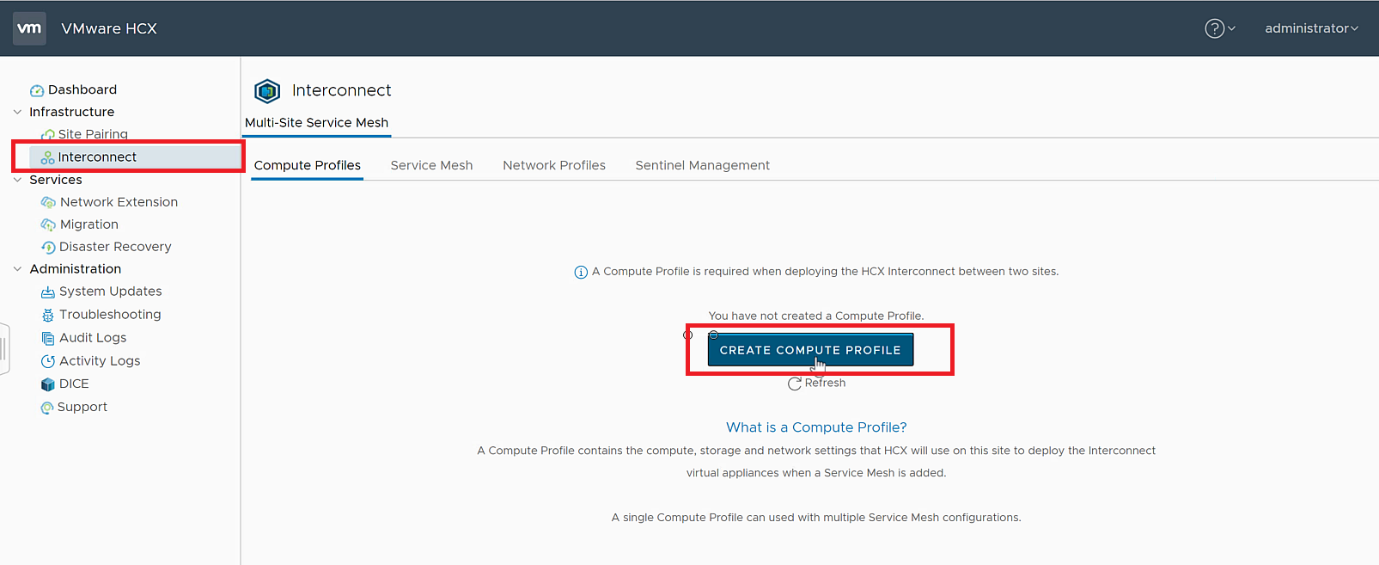 vm VMware HCX administrator
Dashboard
Infrastructure
Site Pairing
Interconnect
Services
Network Extension
Migration
Disaster Recovery
Administration
System Updates
Troubleshooting
Audit Logs
Activity Logs
DICE
Support
Interconnect
Multi-Site Service Mesh
Compute Profiles Service Mesh Network Profiles Sentinel Management
A Compute Profile is required when deploying the HCX Interconnect between two sites.
You have not created a Compute Profile.
CREATE COMPUTE PROFILE
Refresh
What is a Compute Profile?
A Compute Profile contains the compute, storage and network settings that HCX will use on this site to deploy the Interconnect
virtual appliances when a Service Mesh is added.
A single Compute Profile can used with multiple Service Mesh configurations.